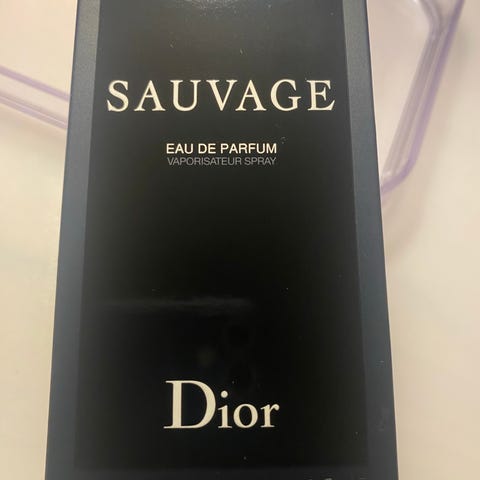 SAUVAGE
EAU DE PARFUM
VAPORISATEUR SPRAY
Dior